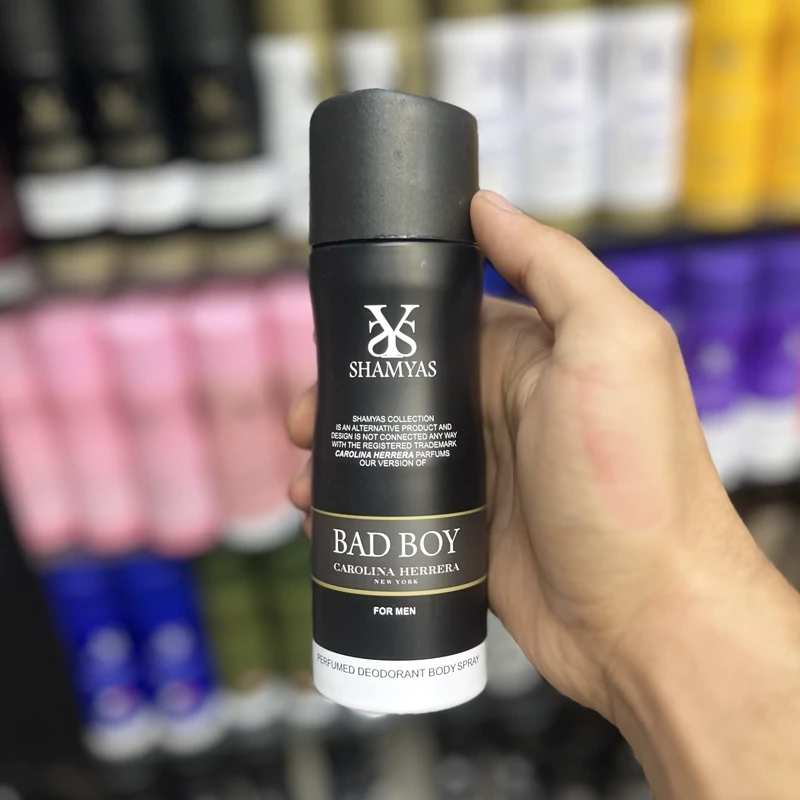 SHAMYAS
SHAMYAS COLLECTION
IS AN ALTERNATIVE PRODUCT AND
DESIGN IS NOT CONNECTED ANY WAY
WITH THE REGISTERED TRADEMARK
CAROLINA HERRERA PARFUMS
OUR VERSION OF
BAD BOY
CAROLINA HERRERA
NEW YORK
FOR MEN
PERFUMED DEODORANT BODY SPRAY